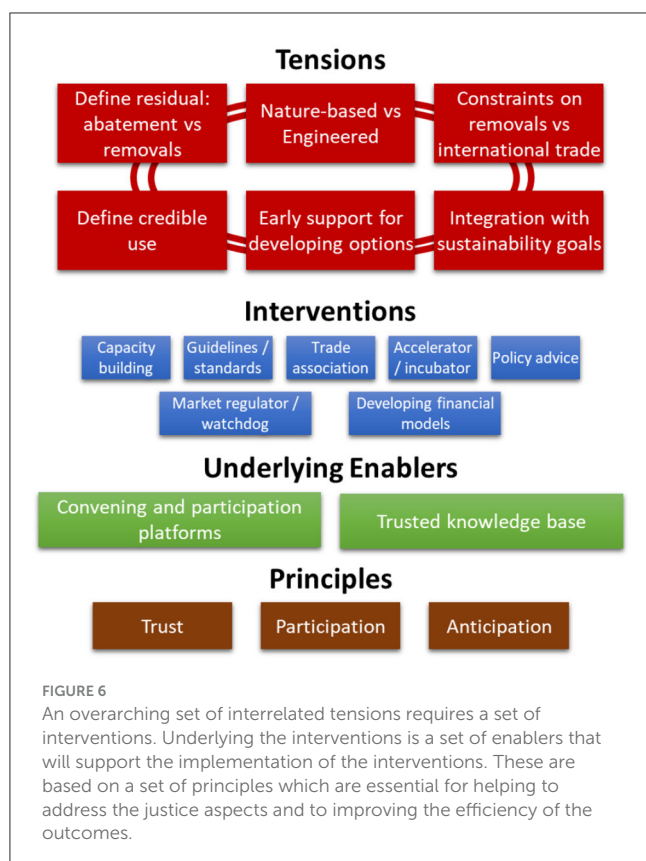 Tensions
Define residual:
abatement vs
removals
Nature-based vs
Engineered
Constraints on
removals vs
international trade
Define credible
use
Early support for
developing options
Integration with
sustainability goals
Interventions
Capacity
building
Guidelines /
standards
Trade
association
Accelerator
/ incubator
Policy advice
Market regulator /
watchdog
Developing financial
models
Underlying Enablers
Convening and participation
platforms
Trusted knowledge base
Principles
Trust
Participation
Anticipation
FIGURE 6
An overarching set of interrelated tensions requires a set of
interventions. Underlying the interventions is a set of enablers that
will support the implementation of the interventions. These are
based on a set of principles which are essential for helping to
address the justice aspects and to improving the efficiency of the
outcomes.